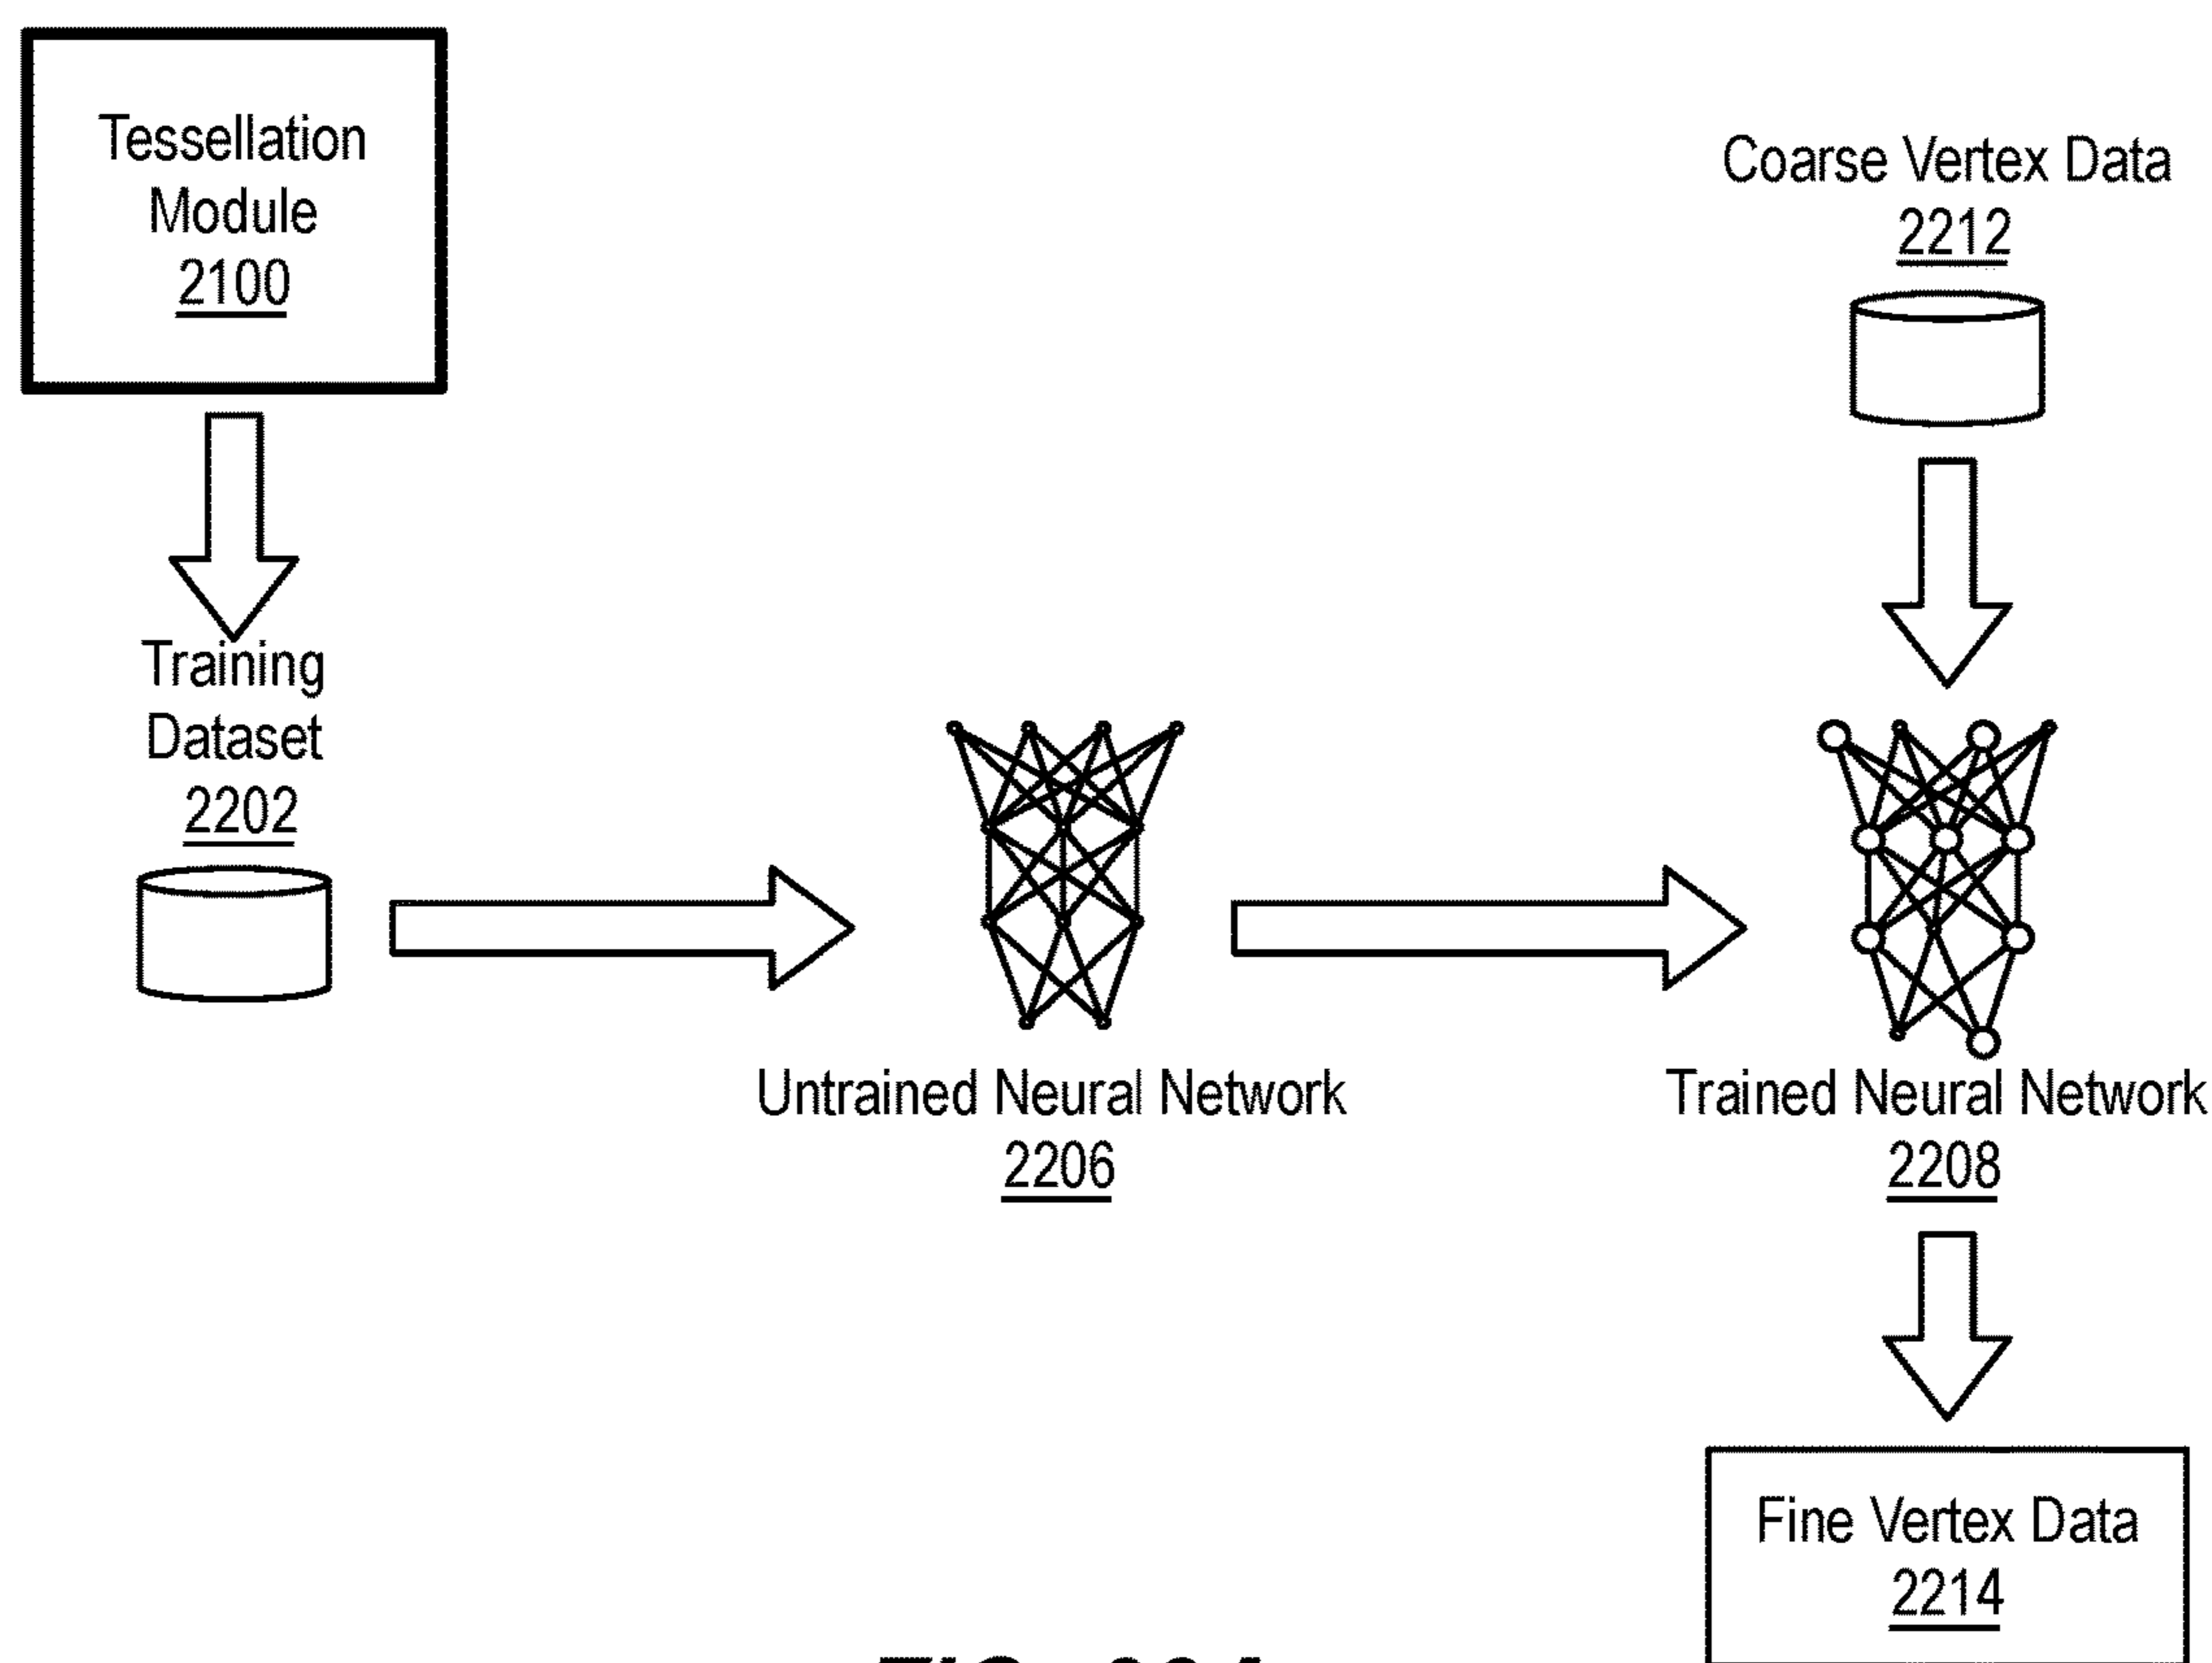 Tessellation
Module
2100
Coarse Vertex Data
2212
Training
Dataset
2202
Untrained Neural Network
2206
Trained Neural Network
2208
Fine Vertex Data
2214